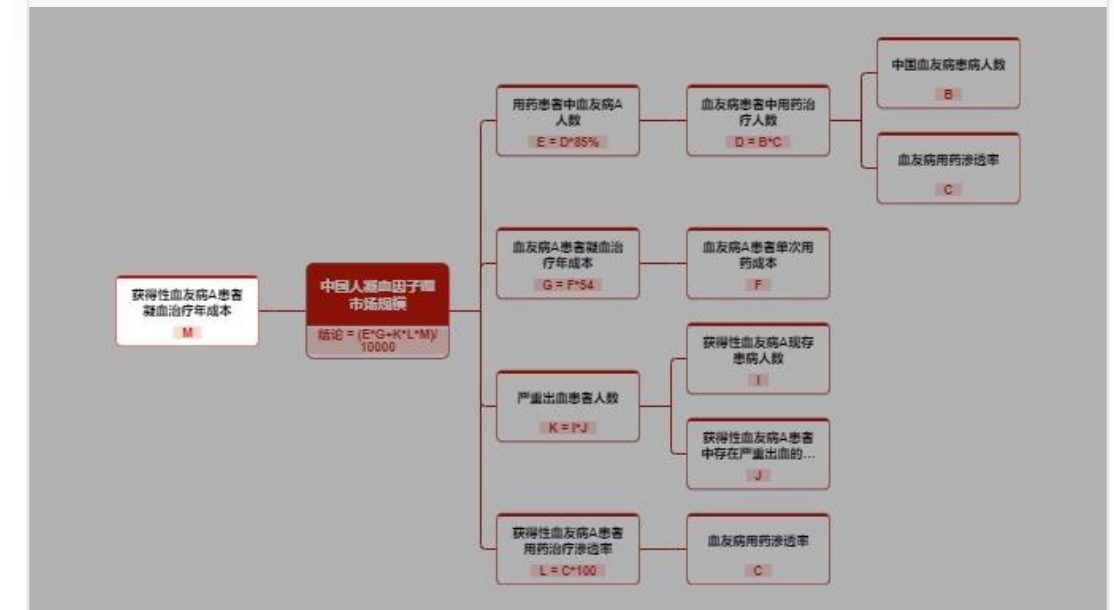 中国血友病患病人数
B
用药患者中血友病A
人数
E = D*85%
血友病患者中用药治
疗人数
D = B*C
血友病用药渗透率
C
血友病A患者凝血治
疗年成本
G = F*54
血友病A患者单次用
药成本
F
获得性血友病A患者
凝血治疗年成本
M
中国人凝血因子Ⅷ
市场规模
结论 = (E*G+K*L*M)/
10000
获得性血友病A现存
患病人数
I
严重出血患者人数
K = I*J
获得性血友病A患者
中存在严重出血的...
J
获得性血友病A患者
用药治疗渗透率
L = C*100
血友病用药渗透率
C